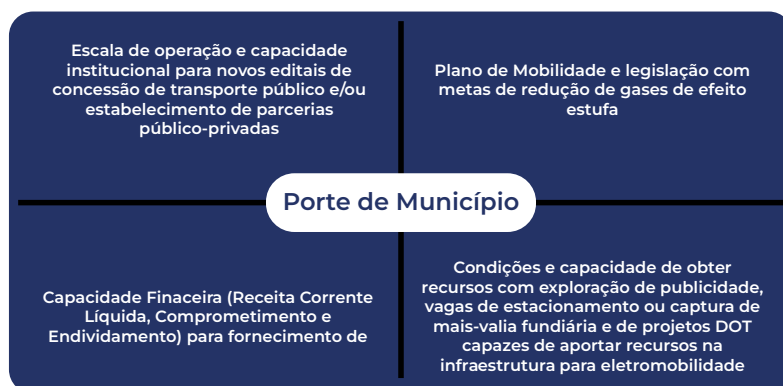 Escala de operação e capacidade
institucional para novos editais de
concessão de transporte público e/ou
estabelecimento de parcerias
público-privadas
Plano de Mobilidade e legislação com
metas de redução de gases de efeito
estufa
Porte de Município
Capacidade Finaceira (Receita Corrente
Líquida, Comprometimento e
Endividamento) para fornecimento de
Condições e capacidade de obter
recursos com exploração de publicidade,
vagas de estacionamento ou captura de
mais-valia fundiária e de projetos DOT
capazes de aportar recursos na
infraestrutura para eletromobilidade